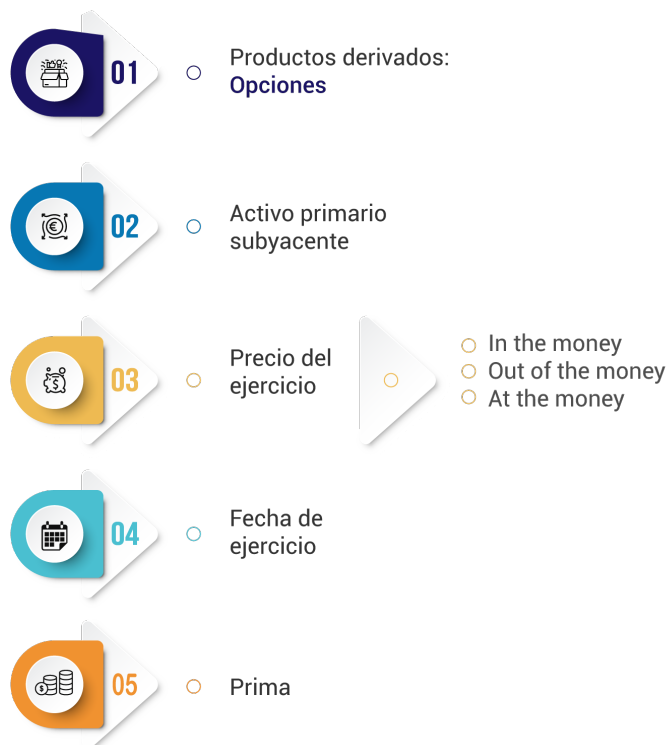 01
Productos derivados:
Opciones
02
Activo primario
subyacente
03
Precio del
ejercicio
In the money
Out of the money
At the money
04
Fecha de
ejercicio
05
Prima